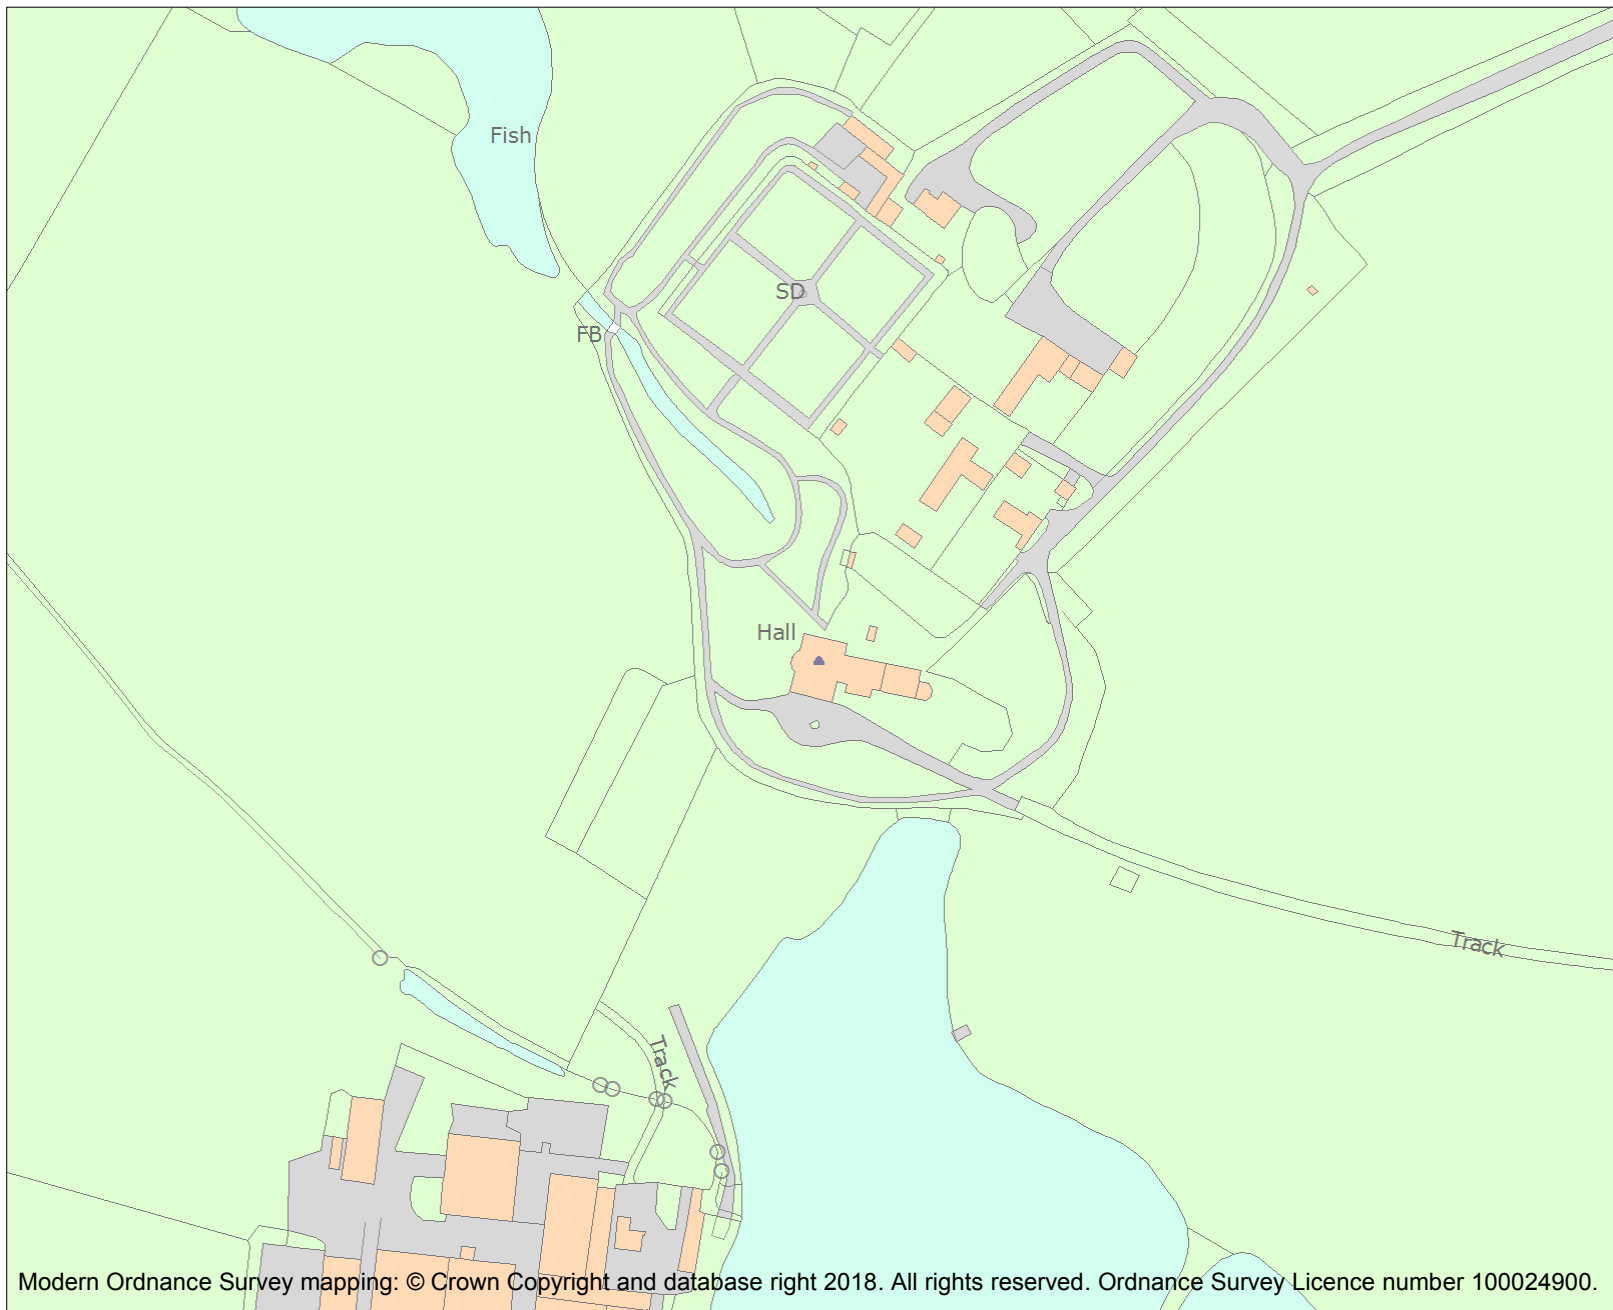 Fish
SD
FB
Hall
Track
Track
Modern Ordnance Survey mapping: © Crown Copyright and database right 2018. All rights reserved. Ordnance Survey Licence number 100024900.